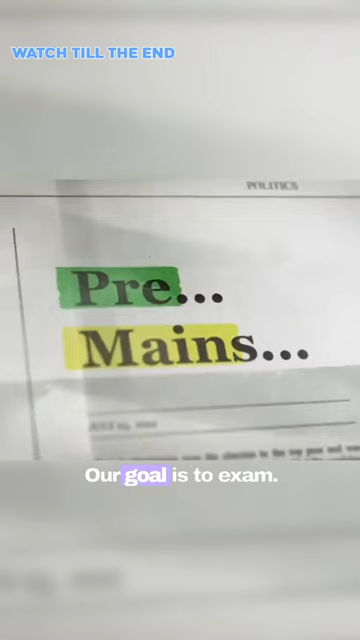 WATCH TILL THE END
POLITICS
Pre...
Mains...
Our goal is to exam.